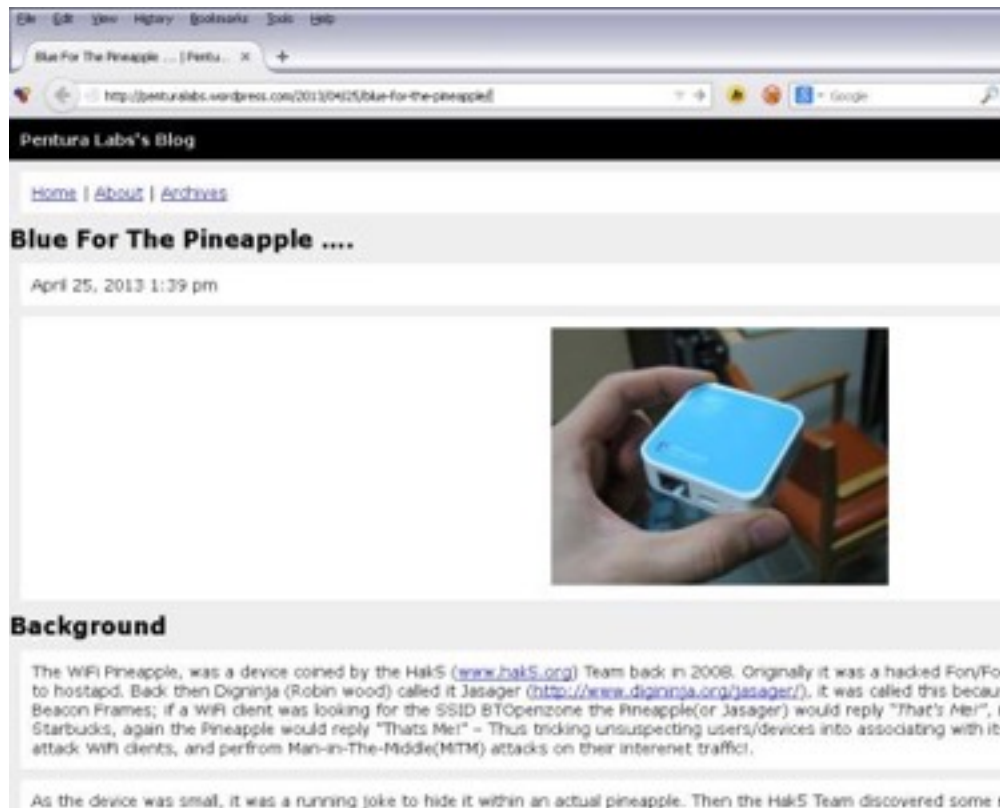 File Edit View History Bookmarks Tools Help
Blue For The Pineapple ... | Pentu... × +
http://penturalabs.wordpress.com/2013/04/25/blue-for-the-pineapple/ Google
Pentura Labs's Blog
Home | About | Archives
Blue For The Pineapple ....
April 25, 2013 1:39 pm
Background
The WiFi Pineapple, was a device coined by the Hak5 (www.hak5.org) Team back in 2008. Originally it was a hacked Fon/Fo
to hostapd. Back then Digninja (Robin wood) called it Jasager (http://www.digininja.org/jasager/), it was called this becau
Beacon Frames; if a WiFi client was looking for the SSID BTOpenzone the Pineapple(or Jasager) would reply "That's Me!",
Starbucks, again the Pineapple would reply "Thats Me!" – Thus tricking unsuspecting users/devices into associating with it
attack WiFi clients, and perfrom Man-in-The-Middle(MiTM) attacks on their interenet traffic!.
As the device was small, it was a running joke to hide it within an actual pineapple. Then the Hak5 Team discovered some